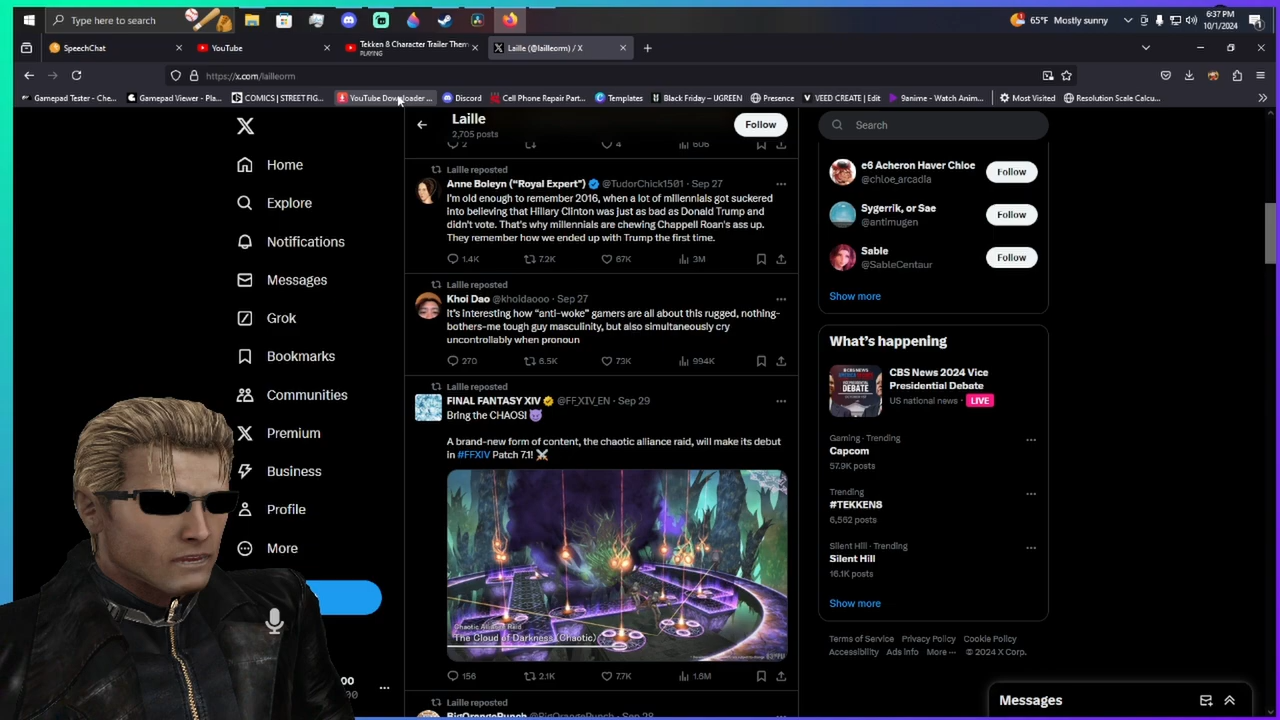 Type here to search
65°F Mostly sunny
6:37 PM
10/1/2024
SpeechChat
YouTube
Tekken 8 Character Trailer Them
PLAYING
Laille (@lailleorm) / X
https://x.com/lailleorm
Gamepad Tester - Che...
Gamepad Viewer - Pla...
COMICS | STREET FIG...
YouTube Downloader ...
Discord
Cell Phone Repair Part...
Templates
Black Friday – UGREEN
Presence
VEED CREATE | Edit
9anime - Watch Anim...
Most Visited
Resolution Scale Calcu...
Home
Explore
Notifications
Messages
Grok
Bookmarks
Communities
Premium
Business
Profile
More
Laille
2,705 posts
Follow
2
4
606
Laille reposted
Anne Boleyn ("Royal Expert") @TudorChick1501 · Sep 27
I'm old enough to remember 2016, when a lot of millennials got suckered
into believing that Hillary Clinton was just as bad as Donald Trump and
didn't vote. That's why millennials are chewing Chappell Roan's ass up.
They remember how we ended up with Trump the first time.
1.4K 7.2K 67K 3M
Laille reposted
Khoi Dao @khoidaooo · Sep 27
It's interesting how "anti-woke" gamers are all about this rugged, nothing-
bothers-me tough guy masculinity, but also simultaneously cry
uncontrollably when pronoun
270 6.5K 73K 994K
Laille reposted
FINAL FANTASY XIV @FF_XIV_EN · Sep 29
Bring the CHAOS! 😈
A brand-new form of content, the chaotic alliance raid, will make its debut
in #FFXIV Patch 7.1! ⚔️
Chaotic Alliance Raid
The Cloud of Darkness (Chaotic)
156 2.1K 7.7K 1.6M
Laille reposted
BigOrangePunch @BigOrangePunch · Sep 28
Search
e6 Acheron Haver Chloe
@chloe_arcadia
Follow
Sygerrik, or Sae
@antimugen
Follow
Sable
@SableCentaur
Follow
Show more
What's happening
CBS News 2024 Vice
Presidential Debate
US national news · LIVE
DEBATE
Gaming · Trending
Capcom
57.9K posts
Trending
#TEKKEN8
6,562 posts
Silent Hill · Trending
Silent Hill
16.1K posts
Show more
Terms of Service Privacy Policy Cookie Policy
Accessibility Ads info More ··· © 2024 X Corp.
Messages